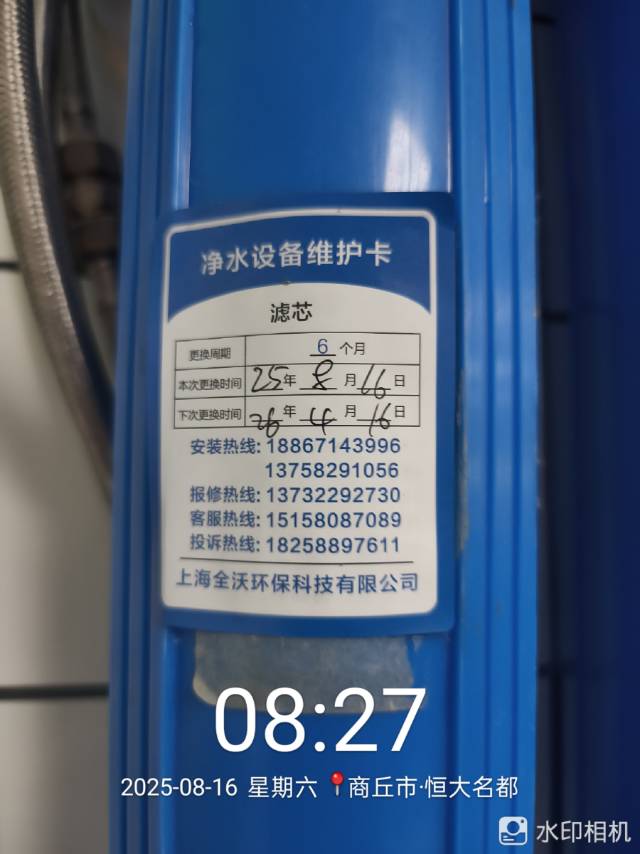 净水设备维护卡
滤芯
更换周期 6 个月
本次更换时间 25年 8 月 16 日
下次更换时间 26年 4 月 16日
安装热线: 18867143996
13758291056
报修热线: 13732292730
客服热线: 15158087089
投诉热线: 18258897611
上海全沃环保科技有限公司
08:27
2025-08-16 星期六 商丘市·恒大名都
水印相机